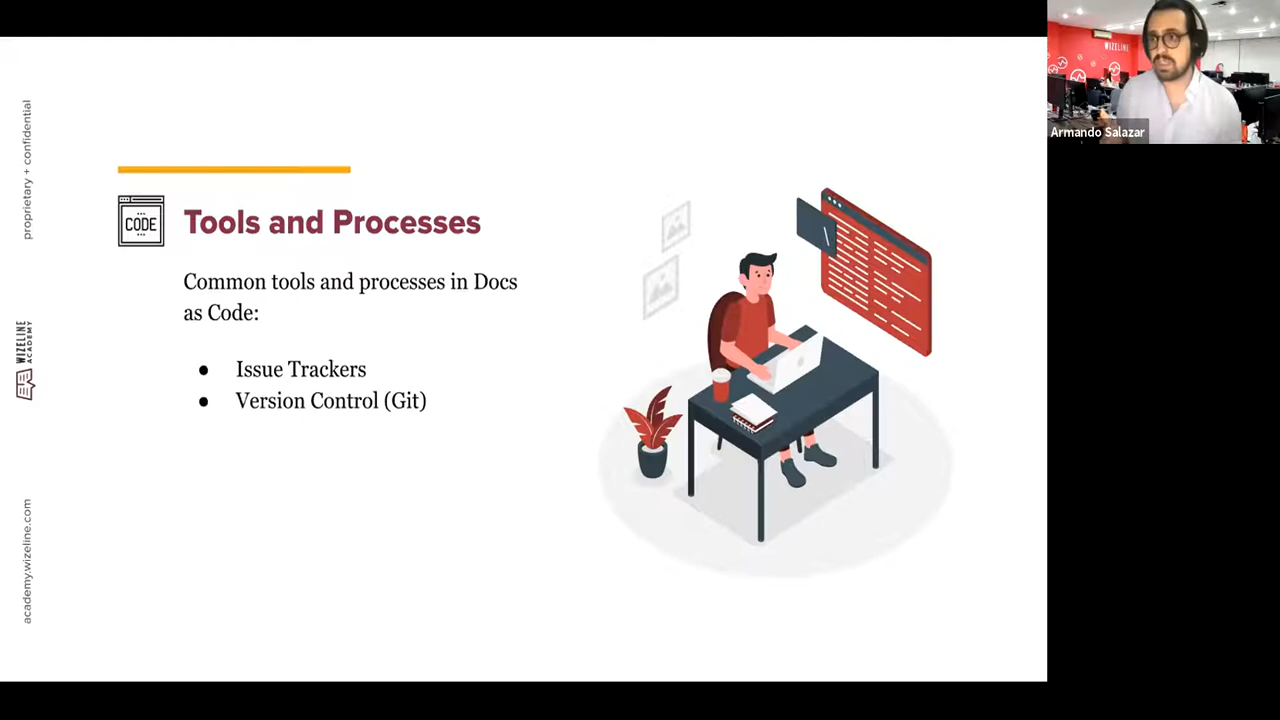 WIZELINE
Armando Salazar
proprietary + confidential
CODE
Tools and Processes
Common tools and processes in Docs
as Code:
● Issue Trackers
● Version Control (Git)
WIZELINE
ACADEMY
academy.wizeline.com